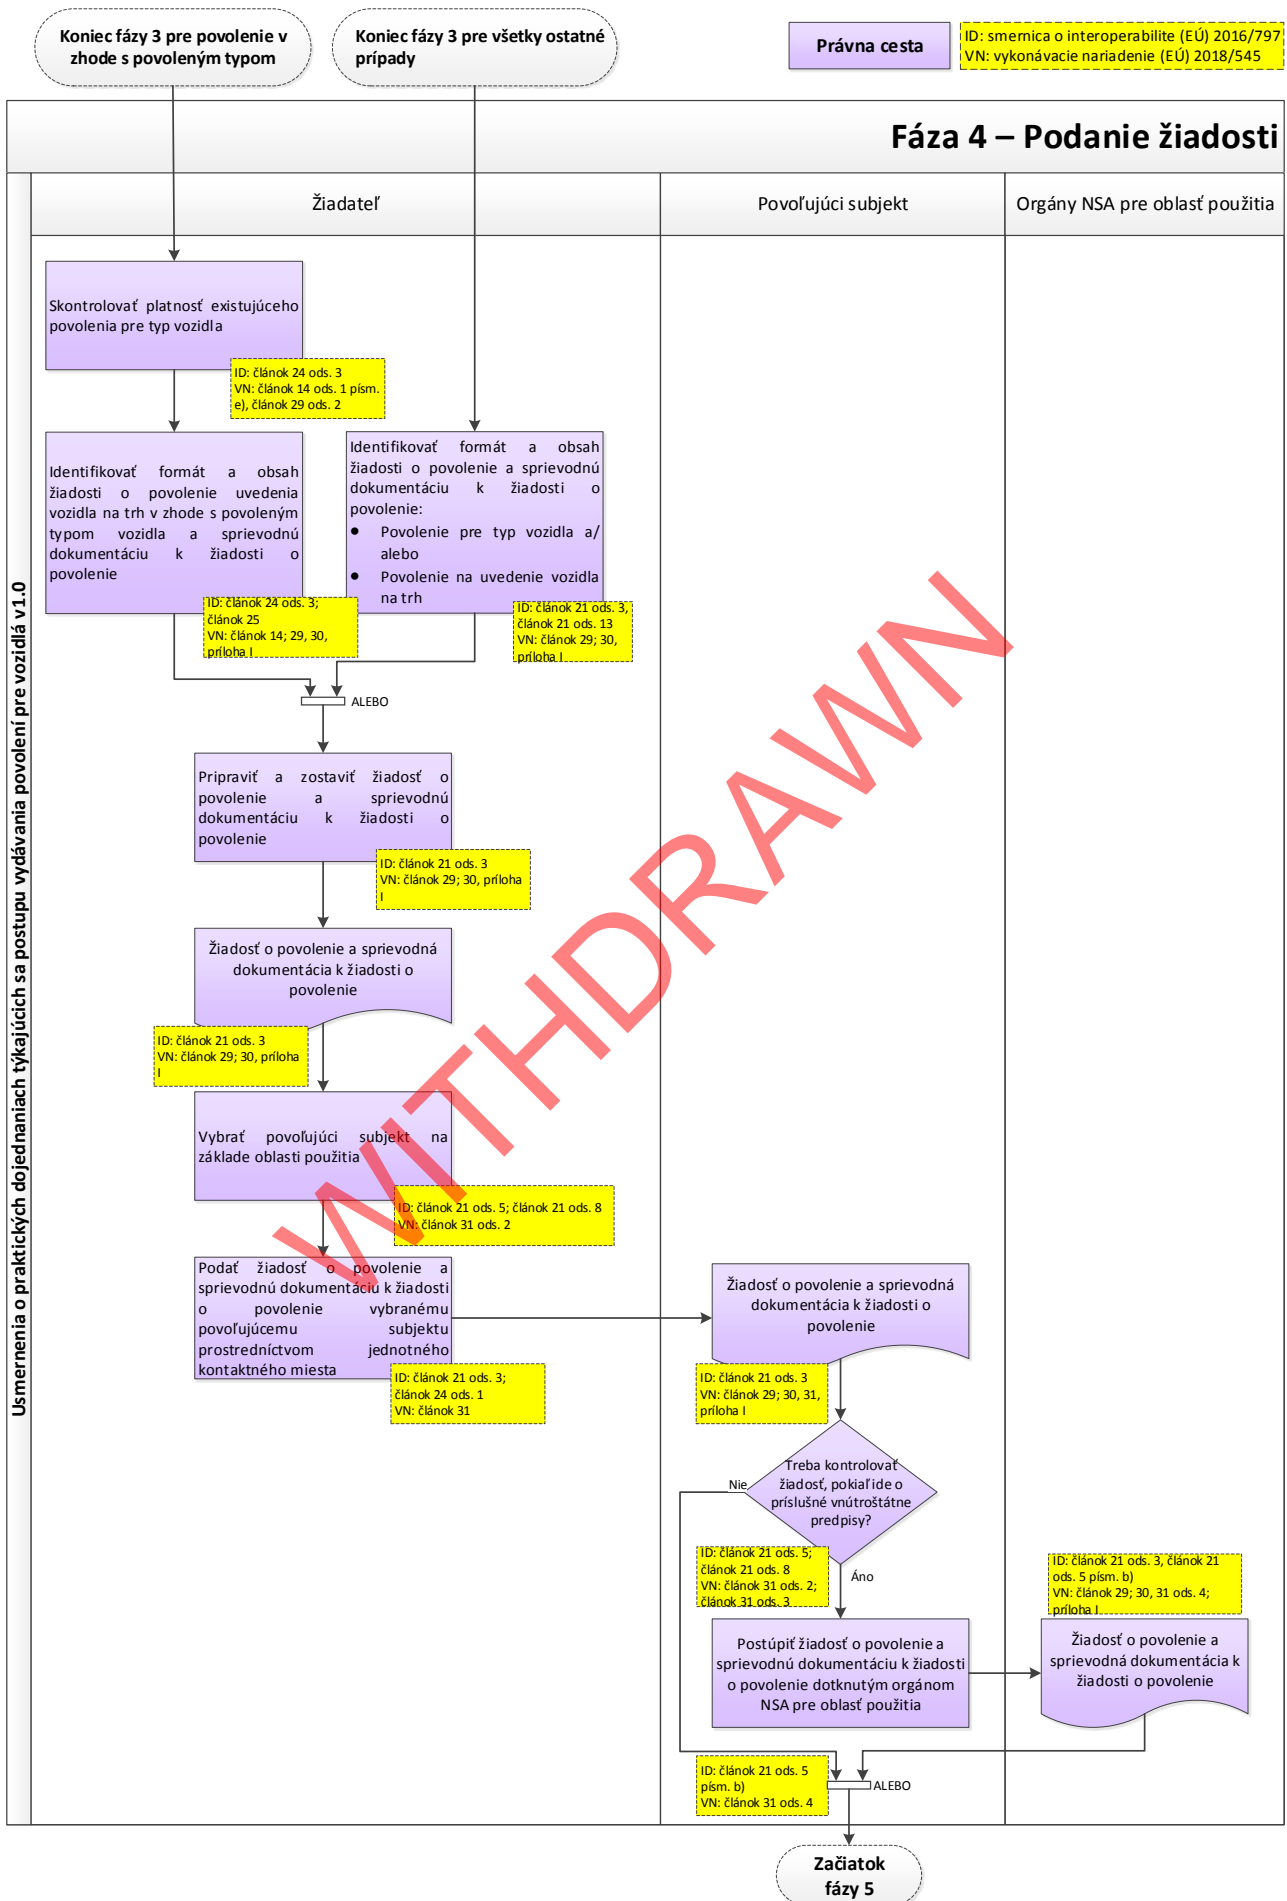 Koniec fázy 3 pre povolenie v
zhode s povoleným typom
Koniec fázy 3 pre všetky ostatné
prípady
Právna cesta
ID: smernica o interoperabilite (EÚ) 2016/797
VN: vykonávacie nariadenie (EÚ) 2018/545
Fáza 4 – Podanie žiadosti
Usmernenia o praktických dojednaniach týkajúcich sa postupu vydávania povolení pre vozidlá v1.0
Žiadateľ
Povoľujúci subjekt
Orgány NSA pre oblasť použitia
Skontrolovať platnosť existujúceho
povolenia pre typ vozidla
ID: článok 24 ods. 3
VN: článok 14 ods. 1 písm.
e), článok 29 ods. 2
Identifikovať formát a obsah
žiadosti o povolenie uvedenia
vozidla na trh v zhode s povoleným
typom vozidla a sprievodnú
dokumentáciu k žiadosti o
povolenie
ID: článok 24 ods. 3;
článok 25
VN: článok 14; 29, 30,
príloha I
Identifikovať formát a obsah
žiadosti o povolenie a sprievodnú
dokumentáciu k žiadosti o
povolenie:
● Povolenie pre typ vozidla a/
alebo
● Povolenie na uvedenie vozidla
na trh
ID: článok 21 ods. 3,
článok 21 ods. 13
VN: článok 29; 30,
príloha I
ALEBO
Pripraviť a zostaviť žiadosť o
povolenie a sprievodnú
dokumentáciu k žiadosti o
povolenie
ID: článok 21 ods. 3
VN: článok 29; 30, príloha
I
Žiadosť o povolenie a sprievodná
dokumentácia k žiadosti o
povolenie
ID: článok 21 ods. 3
VN: článok 29; 30, príloha
I
Vybrať povoľujúci subjekt na
základe oblasti použitia
ID: článok 21 ods. 5; článok 21 ods. 8
VN: článok 31 ods. 2
Podať žiadosť o povolenie a
sprievodnú dokumentáciu k žiadosti
o povolenie vybranému
povoľujúcemu subjektu
prostredníctvom jednotného
kontaktného miesta
ID: článok 21 ods. 3;
článok 24 ods. 1
VN: článok 31
Žiadosť o povolenie a sprievodná
dokumentácia k žiadosti o
povolenie
ID: článok 21 ods. 3
VN: článok 29; 30, 31,
príloha I
Treba kontrolovať
žiadosť, pokiaľ ide o
príslušné vnútroštátne
predpisy?
Nie
Áno
ID: článok 21 ods. 5;
článok 21 ods. 8
VN: článok 31 ods. 2;
článok 31 ods. 3
Postúpiť žiadosť o povolenie a
sprievodnú dokumentáciu k žiadosti
o povolenie dotknutým orgánom
NSA pre oblasť použitia
ID: článok 21 ods. 3, článok 21
ods. 5 písm. b)
VN: článok 29; 30, 31 ods. 4;
príloha I
Žiadosť o povolenie a
sprievodná dokumentácia k
žiadosti o povolenie
ID: článok 21 ods. 5
písm. b)
VN: článok 31 ods. 4
ALEBO
Začiatok
fázy 5
WITHDRAWN